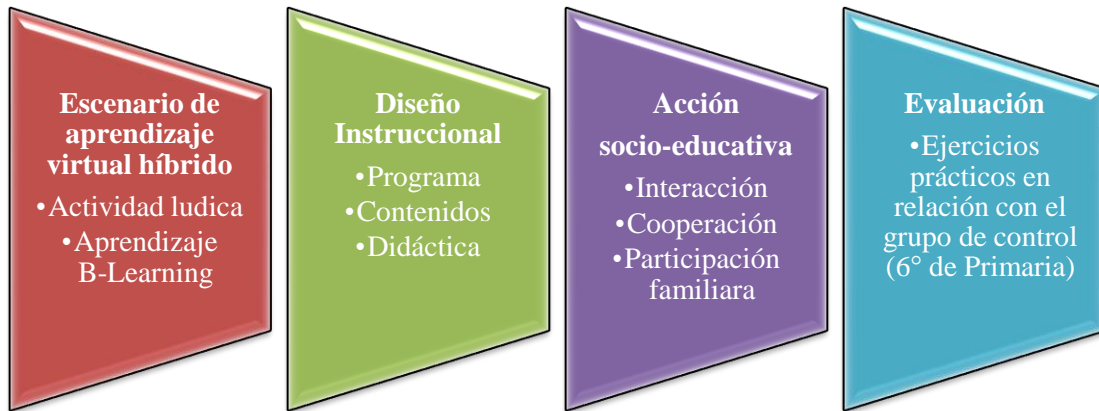 Escenario de
aprendizaje
virtual híbrido
•Actividad ludica
•Aprendizaje
B-Learning
Diseño
Instruccional
•Programa
•Contenidos
•Didáctica
Acción
socio-educativa
•Interacción
•Cooperación
•Participación
familiara
Evaluación
•Ejercicios
prácticos en
relación con el
grupo de control
(6° de Primaria)